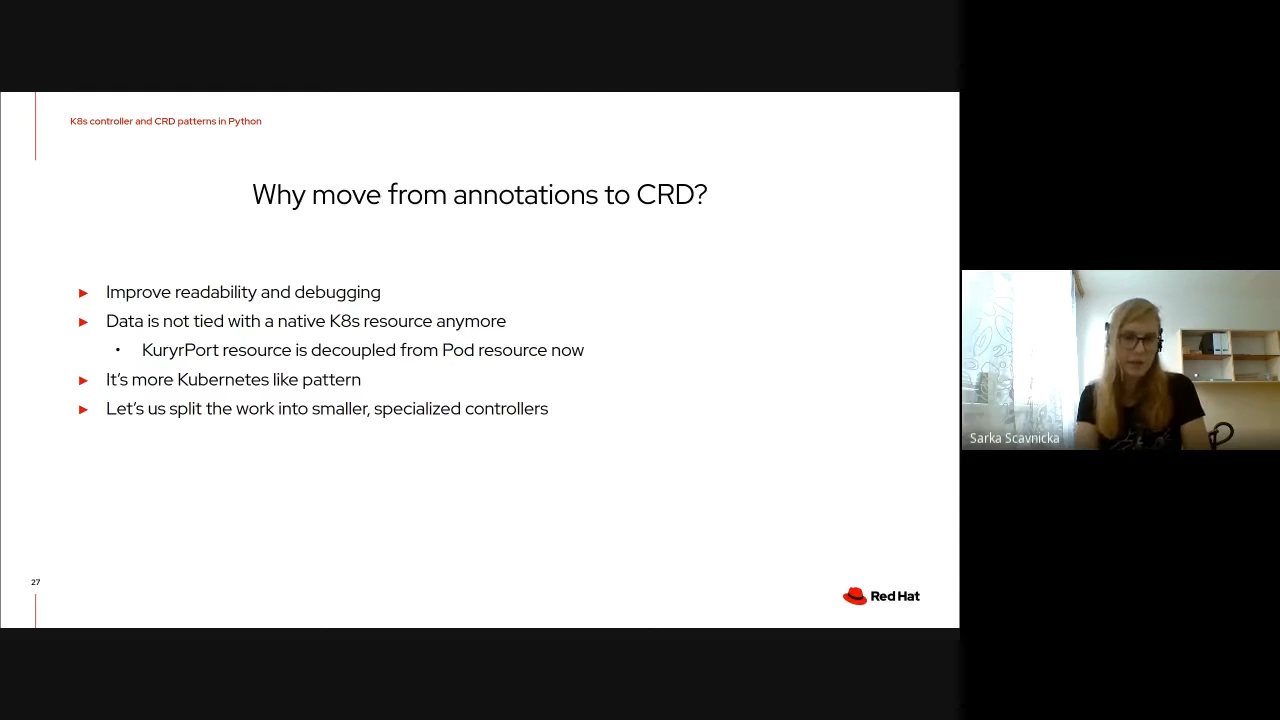 K8s controller and CRD patterns in Python
Why move from annotations to CRD?
► Improve readability and debugging
► Data is not tied with a native K8s resource anymore
• KuryrPort resource is decoupled from Pod resource now
► It's more Kubernetes like pattern
► Let's us split the work into smaller, specialized controllers
27
Red Hat
Sarka Scavnicka